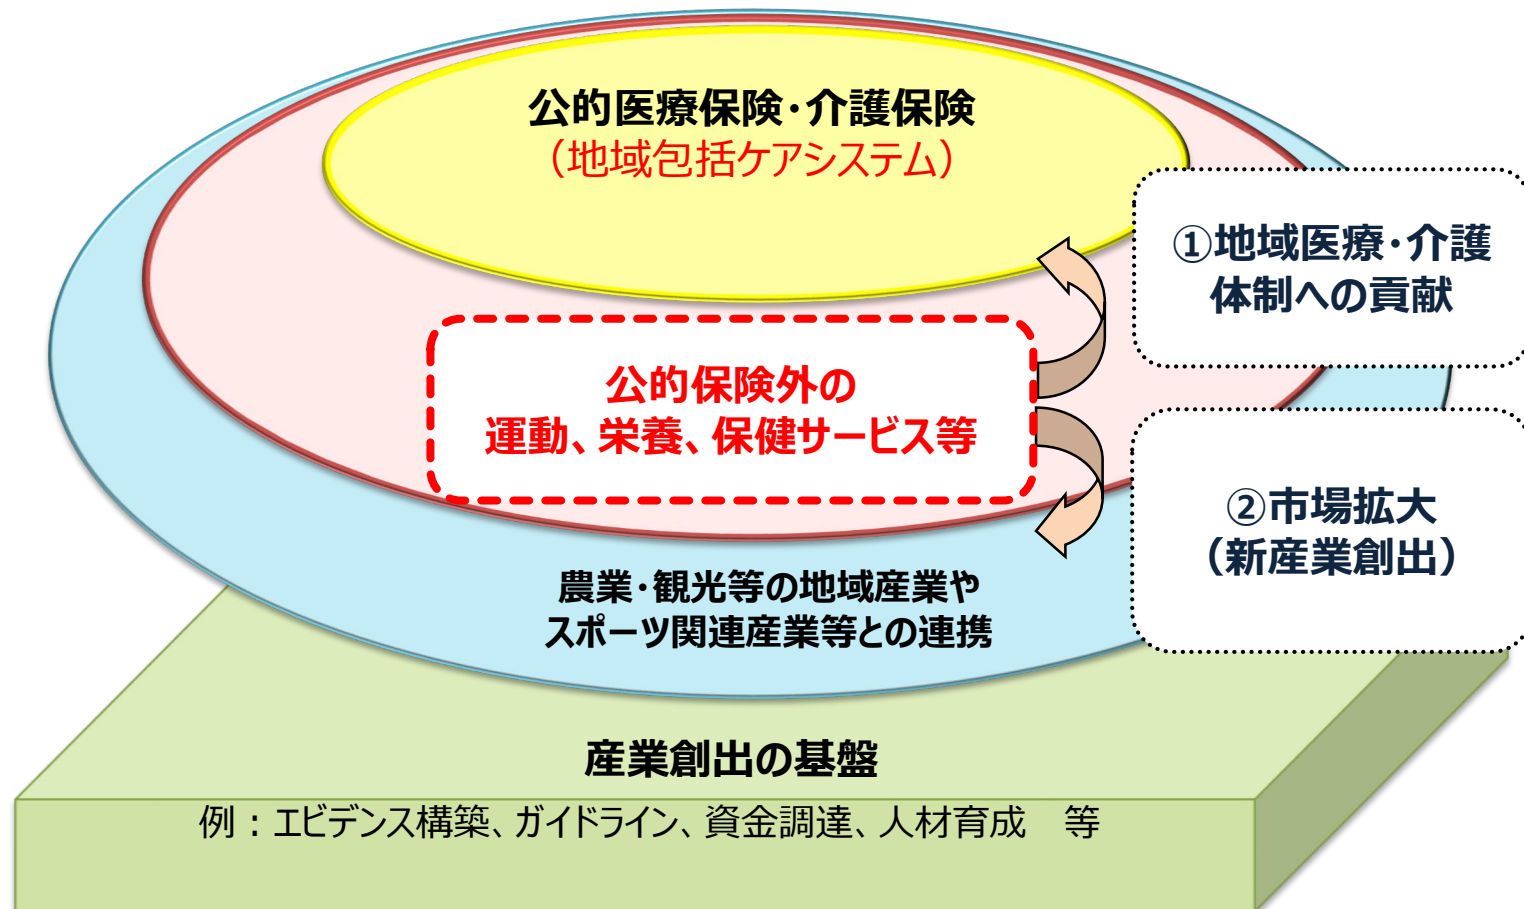 公的医療保険・介護保険
（地域包括ケアシステム）
①地域医療・介護
体制への貢献
公的保険外の
運動、栄養、保健サービス等
②市場拡大
（新産業創出）
農業・観光等の地域産業や
スポーツ関連産業等との連携
産業創出の基盤
例：エビデンス構築、ガイドライン、資金調達、人材育成　等